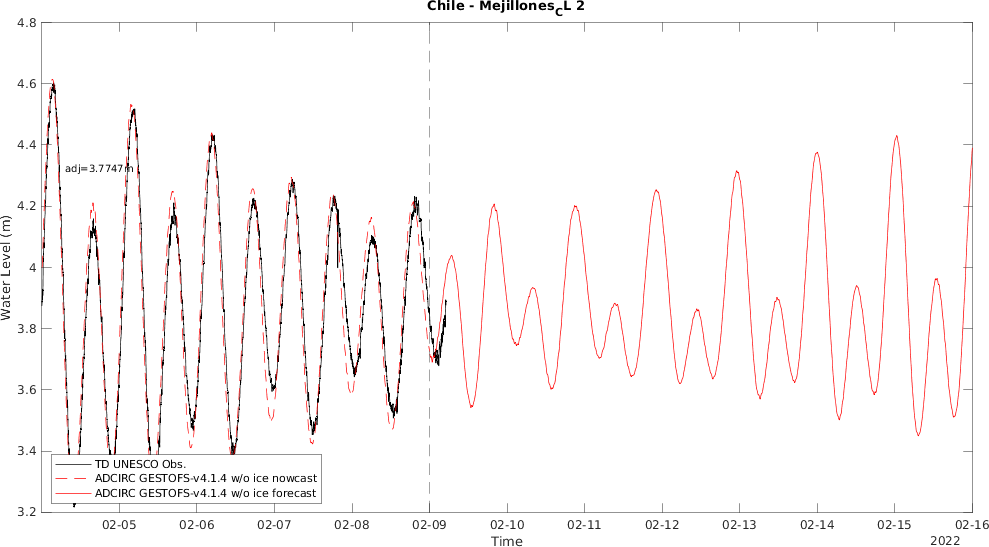 Chile - Mejillones_CL 2
4.8
4.6
4.4
4.2
4
3.8
3.6
3.4
3.2
Water Level (m)
adj=3.7747m
TD UNESCO Obs.
ADCIRC GESTOFS-v4.1.4 w/o ice nowcast
ADCIRC GESTOFS-v4.1.4 w/o ice forecast
02-05 02-06 02-07 02-08 02-09 02-10 02-11 02-12 02-13 02-14 02-15 02-16
Time
2022